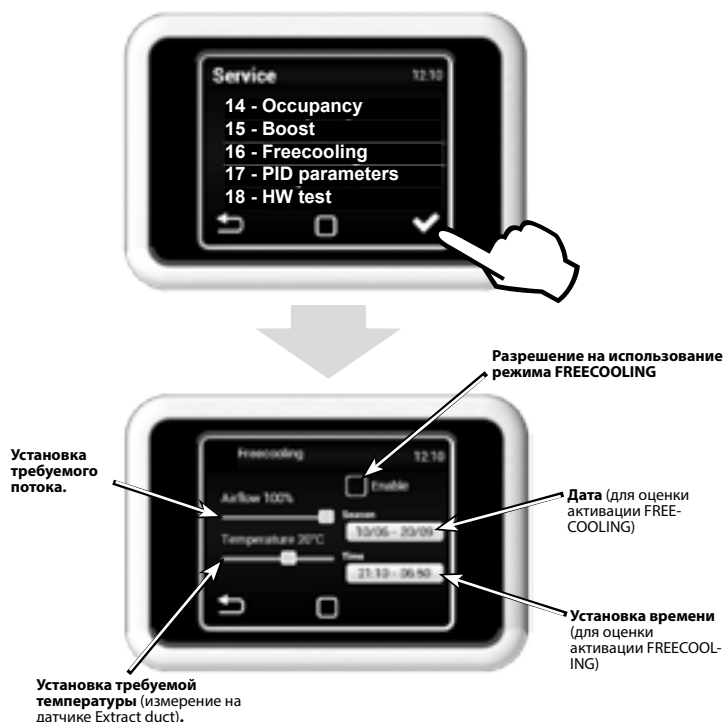 Service 12:10
14 - Occupancy
15 - Boost
16 - Freecooling
17 - PID parameters
18 - HW test
Разрешение на использование
режима FREECOOLING
Установка
требуемого
потока.
Freecooling 12:10
Enable
Airflow 100%
Season
10/06 - 20/09
Temperature 20°C
Time
21:10 - 06:50
Дата (для оценки
активации FREE-
COOLING)
Установка времени
(для оценки
активации FREECOOL-
ING)
Установка требуемой
температуры (измерение на
датчике Extract duct).